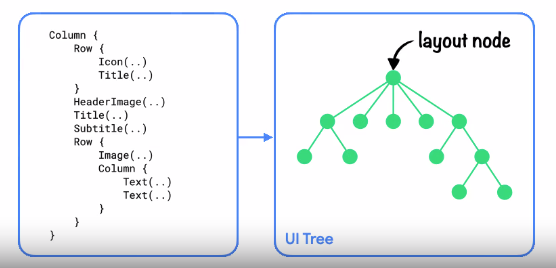 Column {
    Row {
        Icon(..)
        Title(..)
    }
    HeaderImage(..)
    Title(..)
    Subtitle(..)
    Row {
        Image(..)
        Column {
            Text(..)
            Text(..)
        }
    }
}
layout node
UI Tree